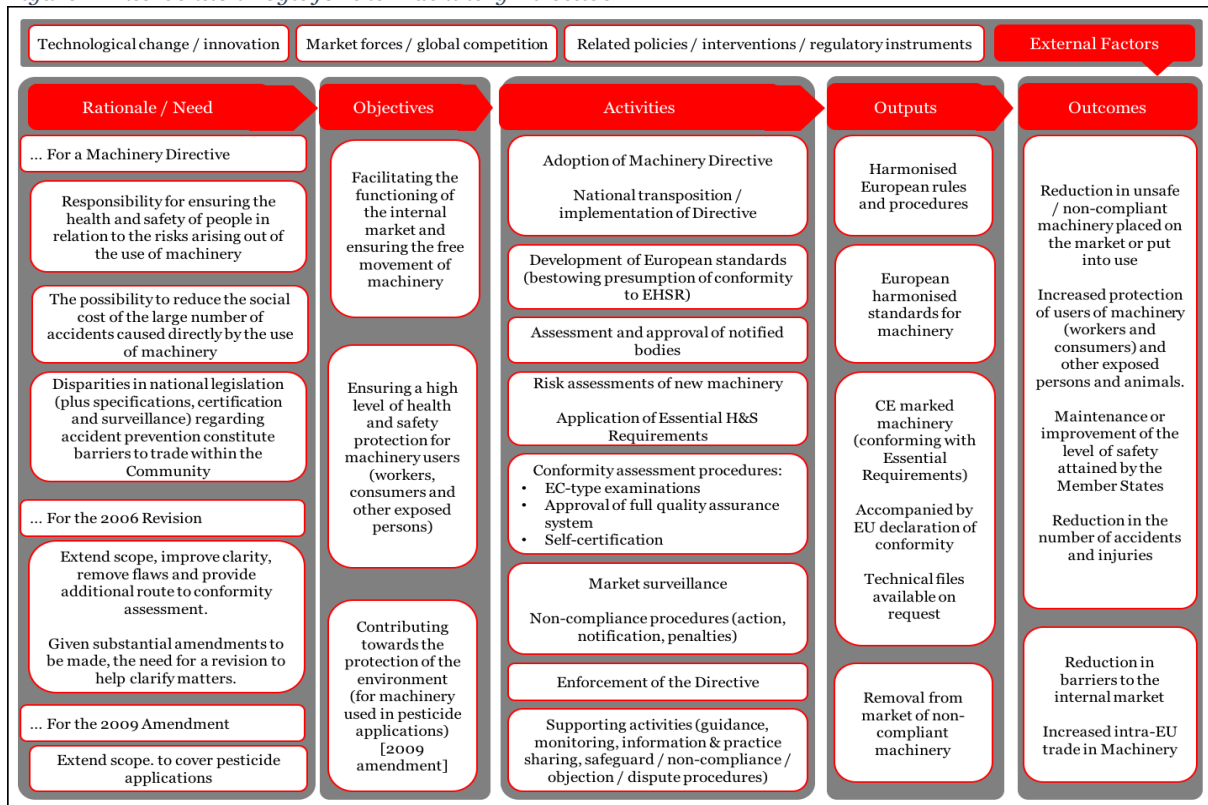 Technological change / innovation
Market forces / global competition
Related policies / interventions / regulatory instruments
External Factors
Rationale / Need
... For a Machinery Directive
Responsibility for ensuring the
health and safety of people in
relation to the risks arising out of
the use of machinery
The possibility to reduce the social
cost of the large number of
accidents caused directly by the use
of machinery
Disparities in national legislation
(plus specifications, certification
and surveillance) regarding
accident prevention constitute
barriers to trade within the
Community
... For the 2006 Revision
Extend scope, improve clarity,
remove flaws and provide
additional route to conformity
assessment.
Given substantial amendments to
be made, the need for a revision to
help clarify matters.
... For the 2009 Amendment
Extend scope. to cover pesticide
applications
Objectives
Facilitating the
functioning of
the internal
market and
ensuring the free
movement of
machinery
Ensuring a high
level of health
and safety
protection for
machinery users
(workers,
consumers and
other exposed
persons)
Contributing
towards the
protection of the
environment
(for machinery
used in pesticide
applications)
[2009
amendment]
Activities
Adoption of Machinery Directive
National transposition /
implementation of Directive
Development of European standards
(bestowing presumption of conformity
to EHSR)
Assessment and approval of notified
bodies
Risk assessments of new machinery
Application of Essential H&S
Requirements
Conformity assessment procedures:
• EC-type examinations
• Approval of full quality assurance
system
• Self-certification
Market surveillance
Non-compliance procedures (action,
notification, penalties)
Enforcement of the Directive
Supporting activities (guidance,
monitoring, information & practice
sharing, safeguard / non-compliance /
objection / dispute procedures)
Outputs
Harmonised
European rules
and procedures
European
harmonised
standards for
machinery
CE marked
machinery
(conforming with
Essential
Requirements)
Accompanied by
EU declaration of
conformity
Technical files
available on
request
Removal from
market of non-
compliant
machinery
Outcomes
Reduction in unsafe
/ non-compliant
machinery placed on
the market or put
into use
Increased protection
of users of machinery
(workers and
consumers) and
other exposed
persons and animals.
Maintenance or
improvement of the
level of safety
attained by the
Member States
Reduction in the
number of accidents
and injuries
Reduction in
barriers to the
internal market
Increased intra-EU
trade in Machinery